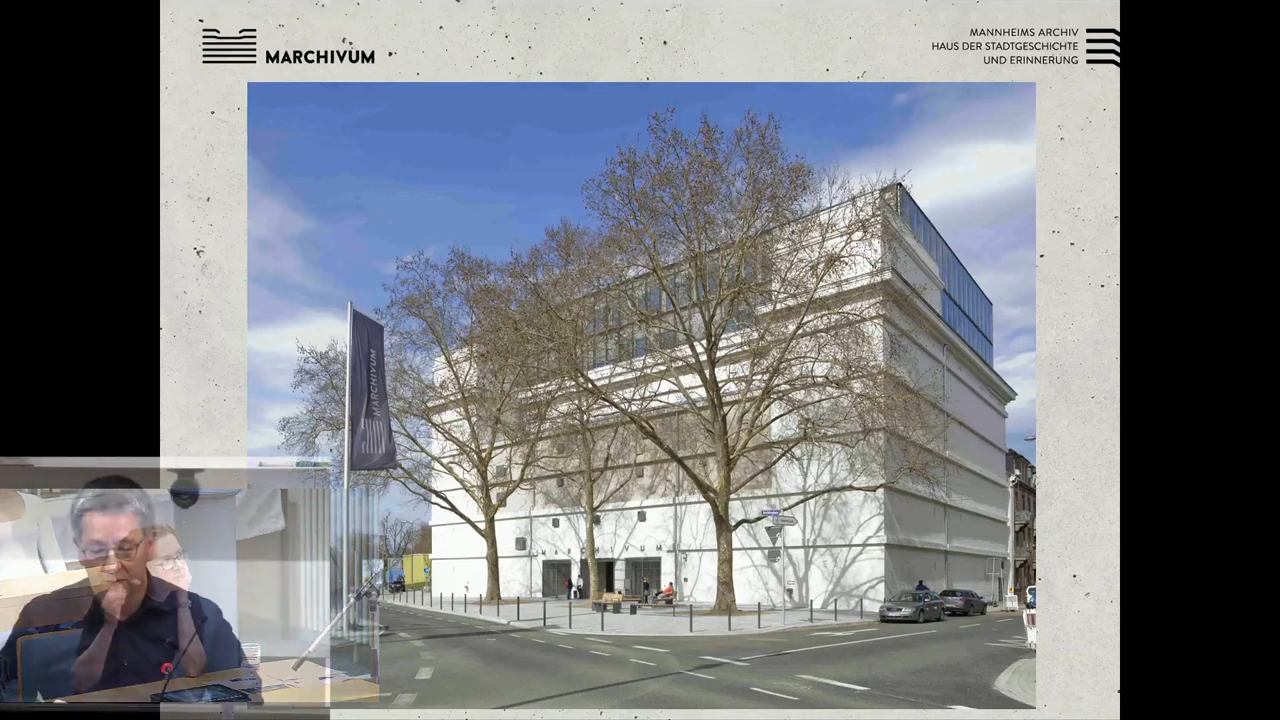 MARCHIVUM
MANNHEIMS ARCHIV
HAUS DER STADTGESCHICHTE
UND ERINNERUNG
MARCHIVUM
MARCHIVUM